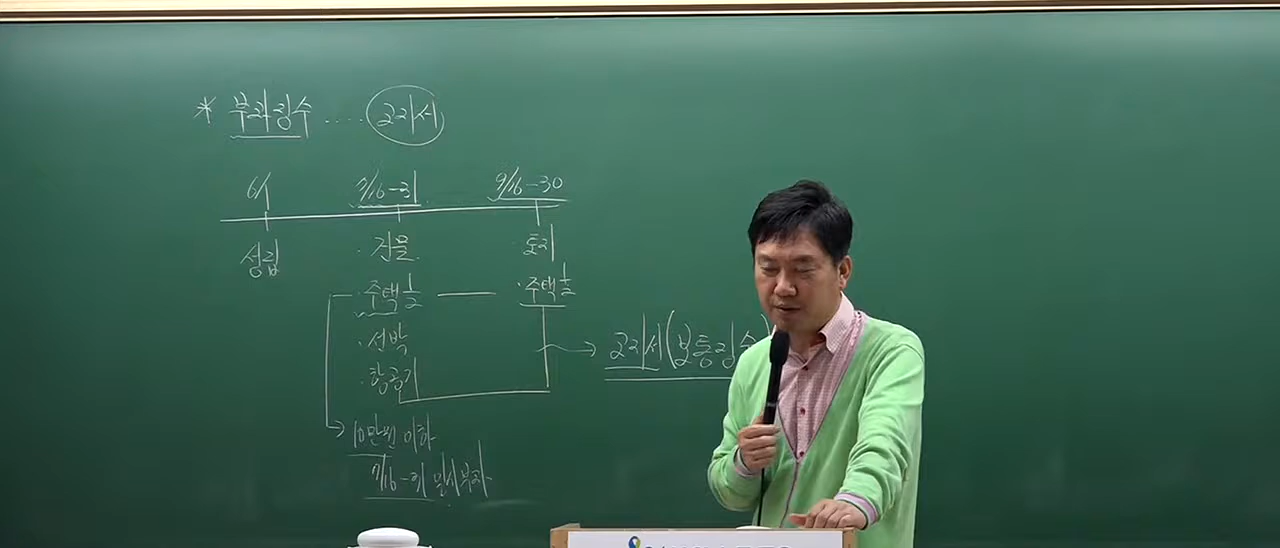 * 부과징수 ..... 고지서
6/1 7/16-31 9/16-30
성립 ·건물 ·토지
·주택 1/2 ·주택 1/2
·선박
·항공기
고지서(보통징수)
10만원 이하
7/16-31 일시부과